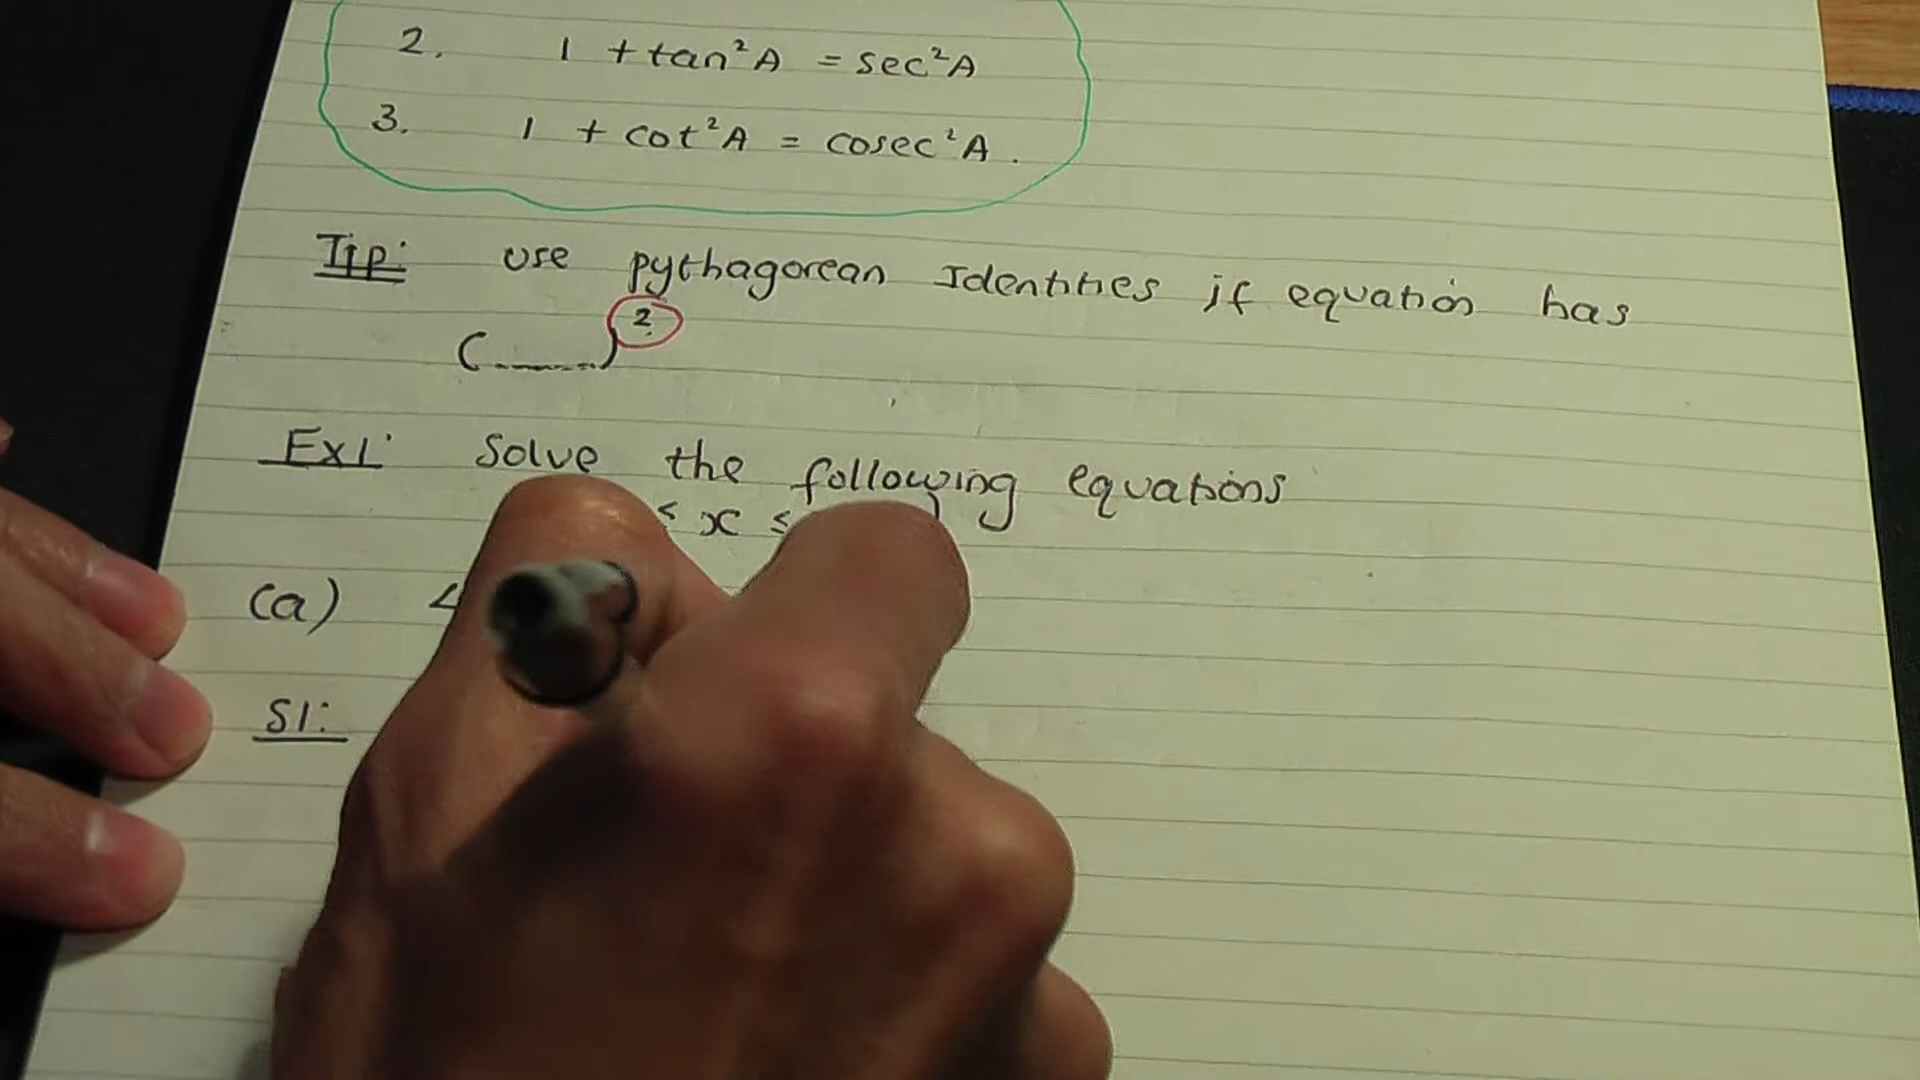 2. 1 + tan²A = sec²A
3. 1 + cot²A = cosec²A.
Tip: use pythagorean Identities if equation has
(......)²
Ex1: Solve the following equations
≤ x ≤
(a)
S1: